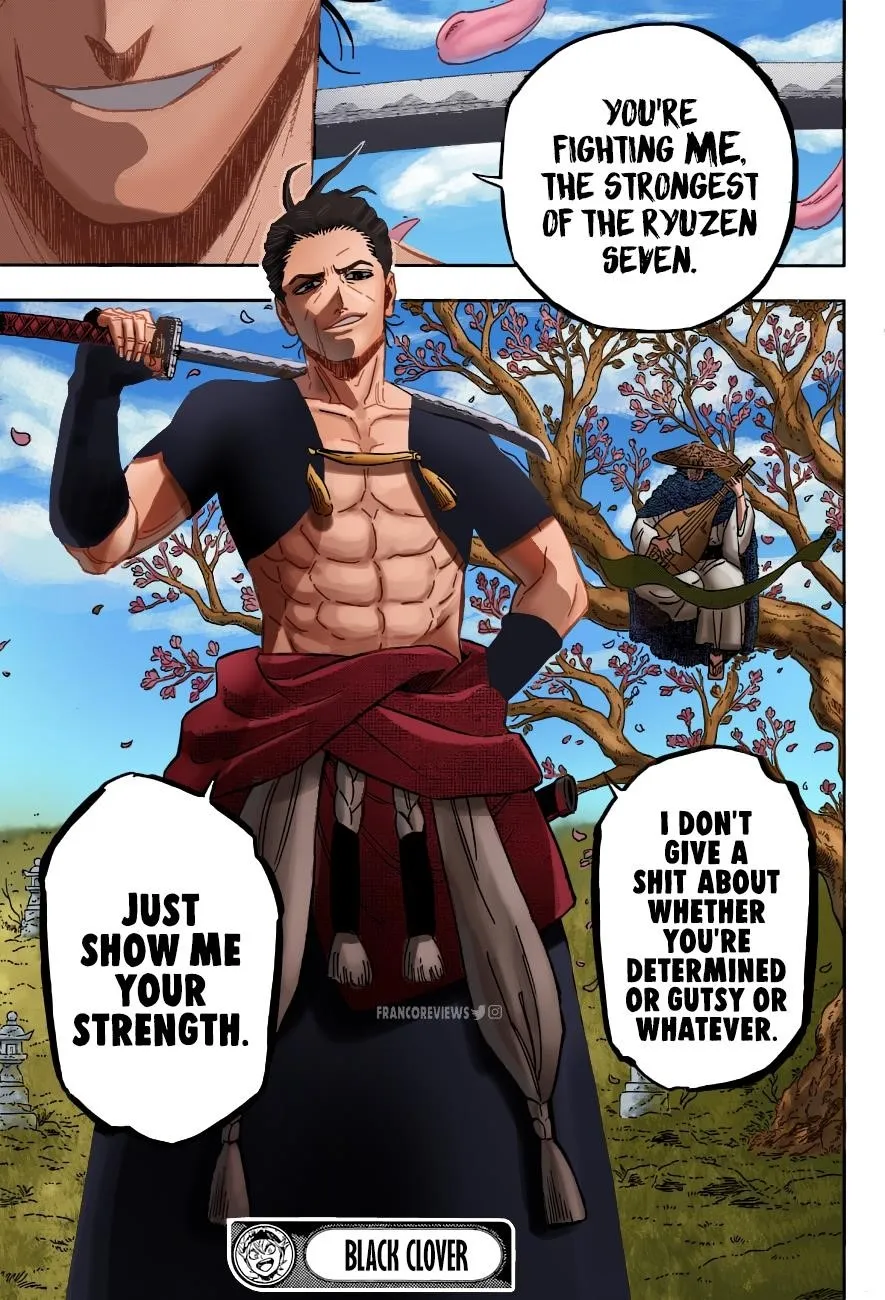 YOU'RE
FIGHTING ME,
THE STRONGEST
OF THE RYUZEN
SEVEN.
I DON'T
GIVE A
SHIT ABOUT
WHETHER
YOU'RE
DETERMINED
OR GUTSY OR
WHATEVER.
JUST
SHOW ME
YOUR
STRENGTH.
FRANCOREVIEWS
BLACK CLOVER